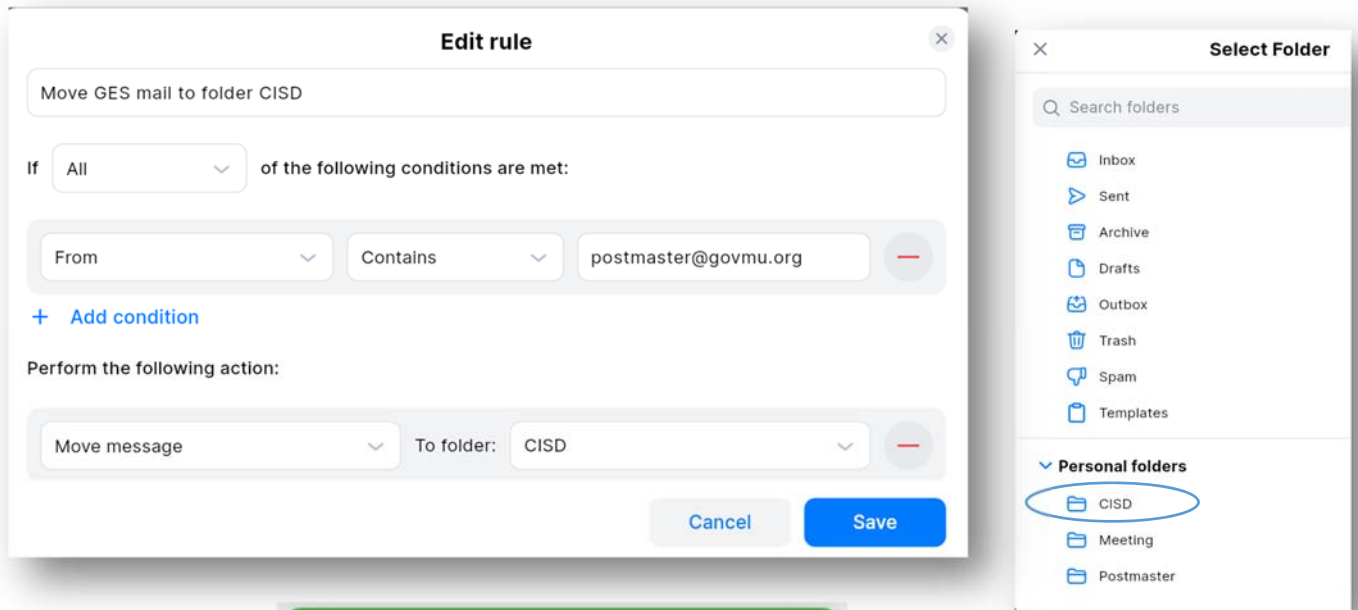 Edit rule
Move GES mail to folder CISD
If All of the following conditions are met:
From Contains postmaster@govmu.org
+ Add condition
Perform the following action:
Move message To folder: CISD
Cancel Save
Select Folder
Search folders
Inbox
Sent
Archive
Drafts
Outbox
Trash
Spam
Templates
Personal folders
CISD
Meeting
Postmaster